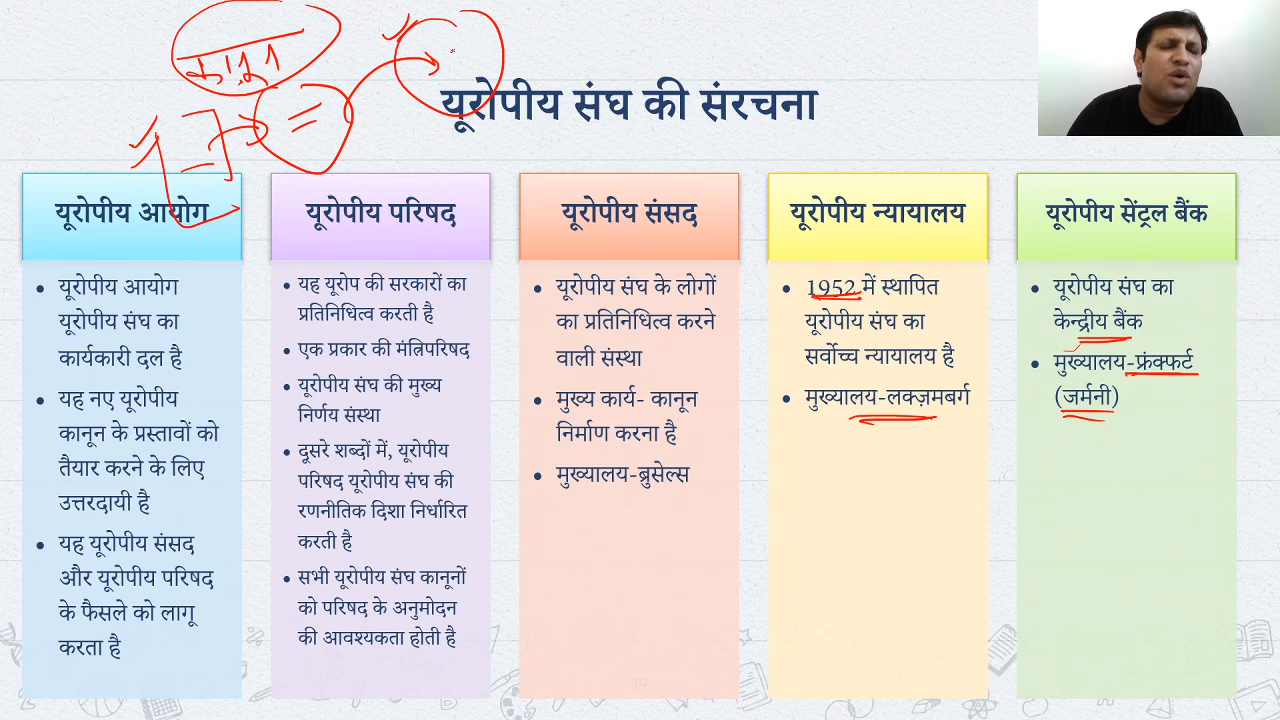 कानून
यूरोपीय संघ की संरचना
यूरोपीय आयोग
• यूरोपीय आयोग
यूरोपीय संघ का
कार्यकारी दल है
• यह नए यूरोपीय
कानून के प्रस्तावों को
तैयार करने के लिए
उत्तरदायी है
• यह यूरोपीय संसद
और यूरोपीय परिषद
के फैसले को लागू
करता है
यूरोपीय परिषद
• यह यूरोप की सरकारों का
प्रतिनिधित्व करती है
• एक प्रकार की मंत्रिपरिषद
• यूरोपीय संघ की मुख्य
निर्णय संस्था
• दूसरे शब्दों में, यूरोपीय
परिषद यूरोपीय संघ की
रणनीतिक दिशा निर्धारित
करती है
• सभी यूरोपीय संघ कानूनों
को परिषद के अनुमोदन
की आवश्यकता होती है
यूरोपीय संसद
• यूरोपीय संघ के लोगों
का प्रतिनिधित्व करने
वाली संस्था
• मुख्य कार्य- कानून
निर्माण करना है
• मुख्यालय-ब्रुसेल्स
यूरोपीय न्यायालय
• 1952 में स्थापित
यूरोपीय संघ का
सर्वोच्च न्यायालय है
• मुख्यालय-लक्ज़मबर्ग
यूरोपीय सेंट्रल बैंक
• यूरोपीय संघ का
केन्द्रीय बैंक
• मुख्यालय-फ्रंक्फर्ट
(जर्मनी)
19